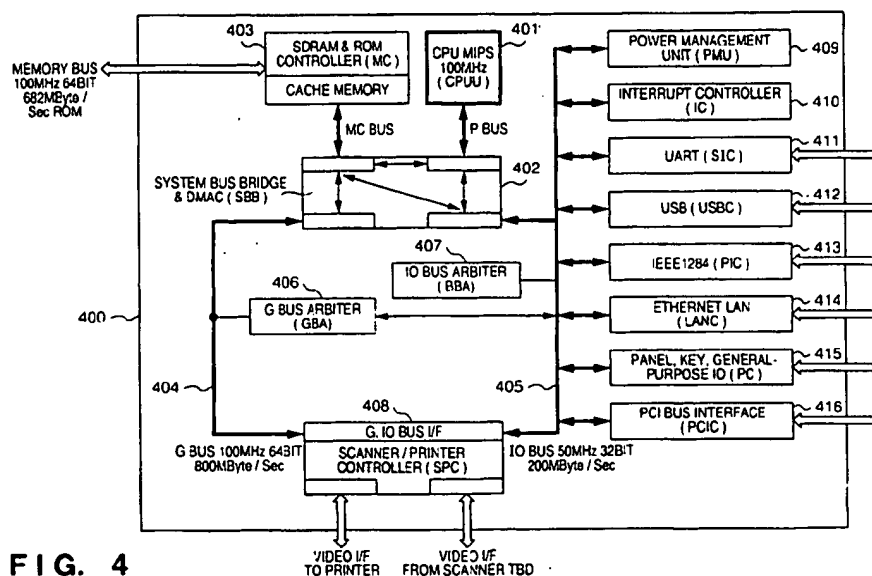 403
SDRAM & ROM
CONTROLLER ( MC )
CACHE MEMORY
401
CPU MIPS
100MHz
( CPUU )
MEMORY BUS
100MHz 64BIT
682MByte /
Sec ROM
MC BUS
P BUS
402
SYSTEM BUS BRIDGE
& DMAC ( SBB )
407
IO BUS ARBITER
( BBA )
406
G BUS ARBITER
( GBA )
400
404
405
408
G. IO BUS I/F
SCANNER / PRINTER
CONTROLLER ( SPC )
G BUS 100MHz 64BIT
800MByte / Sec
IO BUS 50MHz 32BIT
200MByte / Sec
VIDEO I/F
TO PRINTER
VIDEO I/F
FROM SCANNER TBD
POWER MANAGEMENT
UNIT ( PMU )
409
INTERRUPT CONTROLLER
( IC )
410
UART ( SIC )
411
USB ( USBC )
412
IEEE1284 ( PIC )
413
ETHERNET LAN
( LANC )
414
PANEL, KEY, GENERAL-
PURPOSE IO ( PC )
415
PCI BUS INTERFACE
( PCIC )
416
FIG. 4